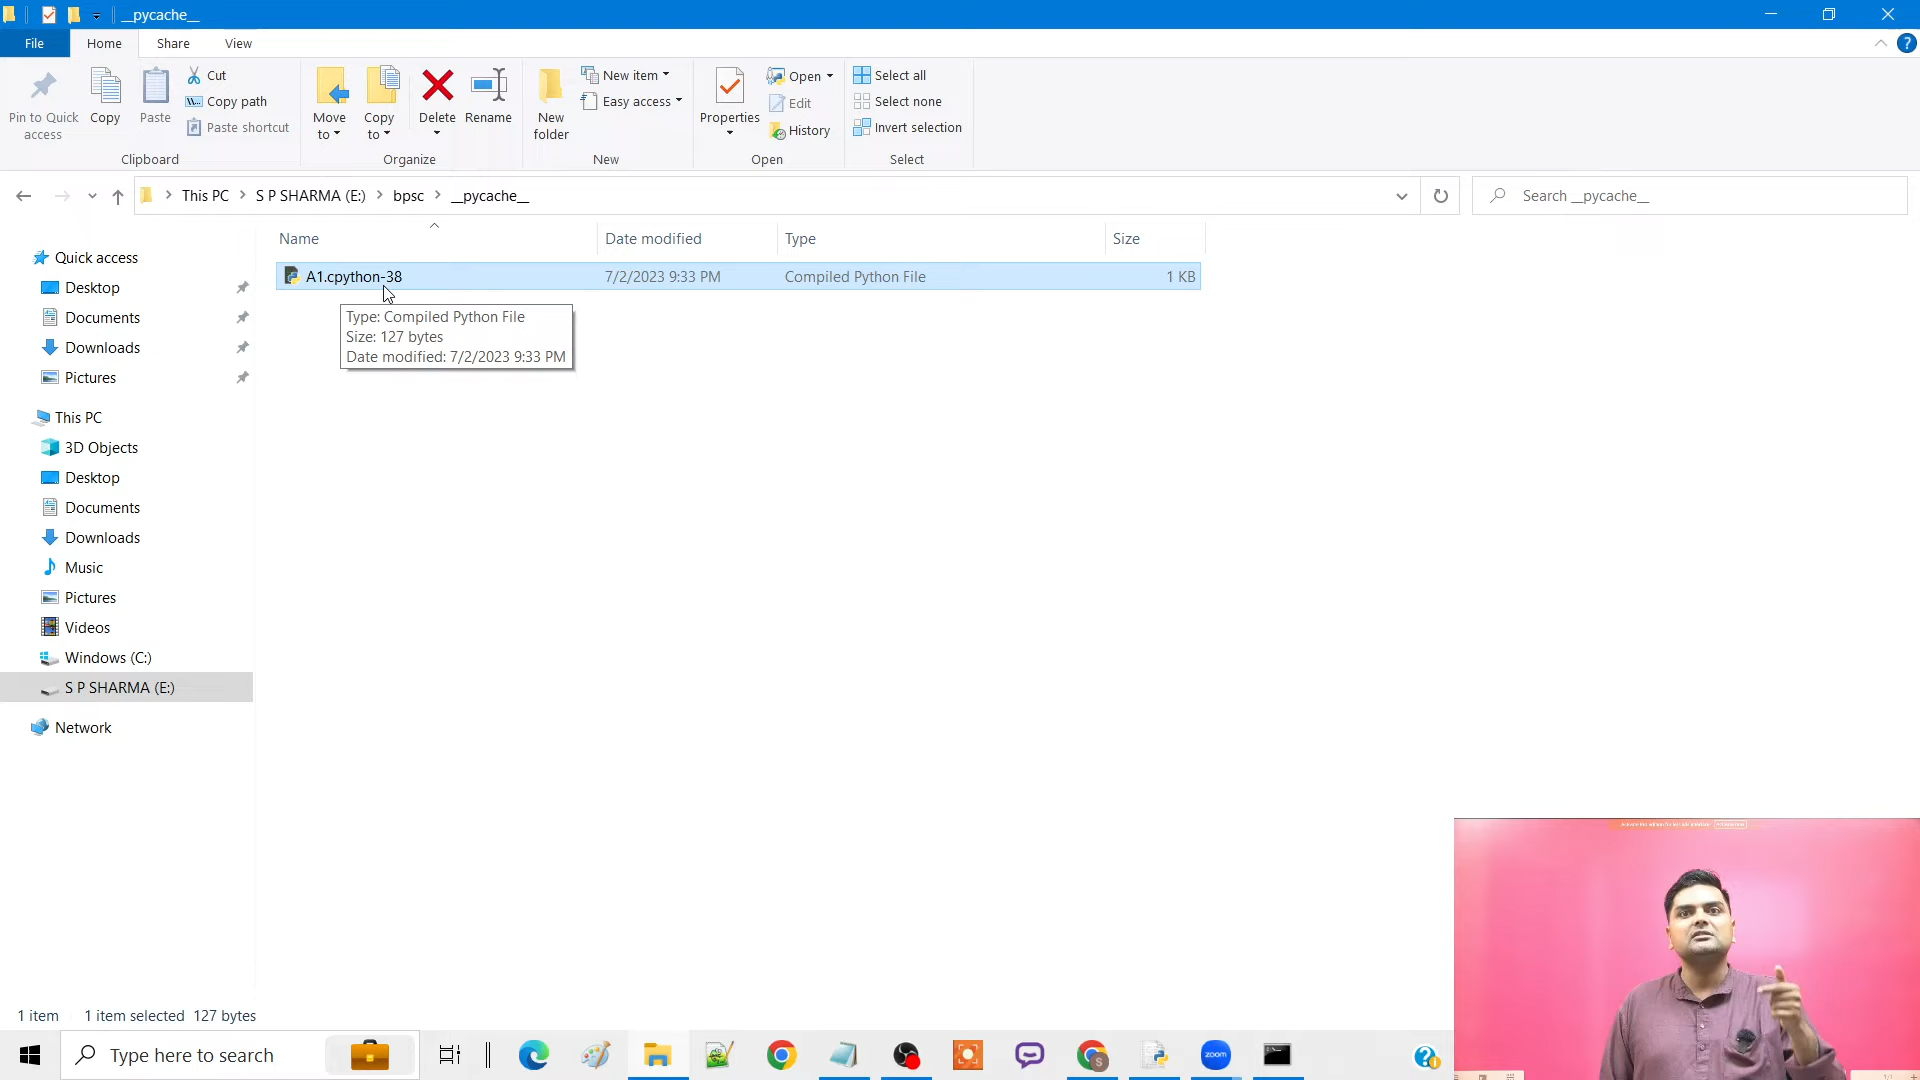 __pycache__
File
Home
Share
View
Pin to Quick
access
Copy
Paste
Cut
Copy path
Paste shortcut
Clipboard
Move
to
Copy
to
Delete
Rename
Organize
New
folder
New item
Easy access
New
Properties
Open
Edit
History
Open
Select all
Select none
Invert selection
Select
This PC > S P SHARMA (E:) > bpsc > __pycache__
Search __pycache__
Name
Date modified
Type
Size
A1.cpython-38
7/2/2023 9:33 PM
Compiled Python File
1 KB
Type: Compiled Python File
Size: 127 bytes
Date modified: 7/2/2023 9:33 PM
Quick access
Desktop
Documents
Downloads
Pictures
This PC
3D Objects
Desktop
Documents
Downloads
Music
Pictures
Videos
Windows (C:)
S P SHARMA (E:)
Network
1 item
1 item selected 127 bytes
Type here to search
zoom
S